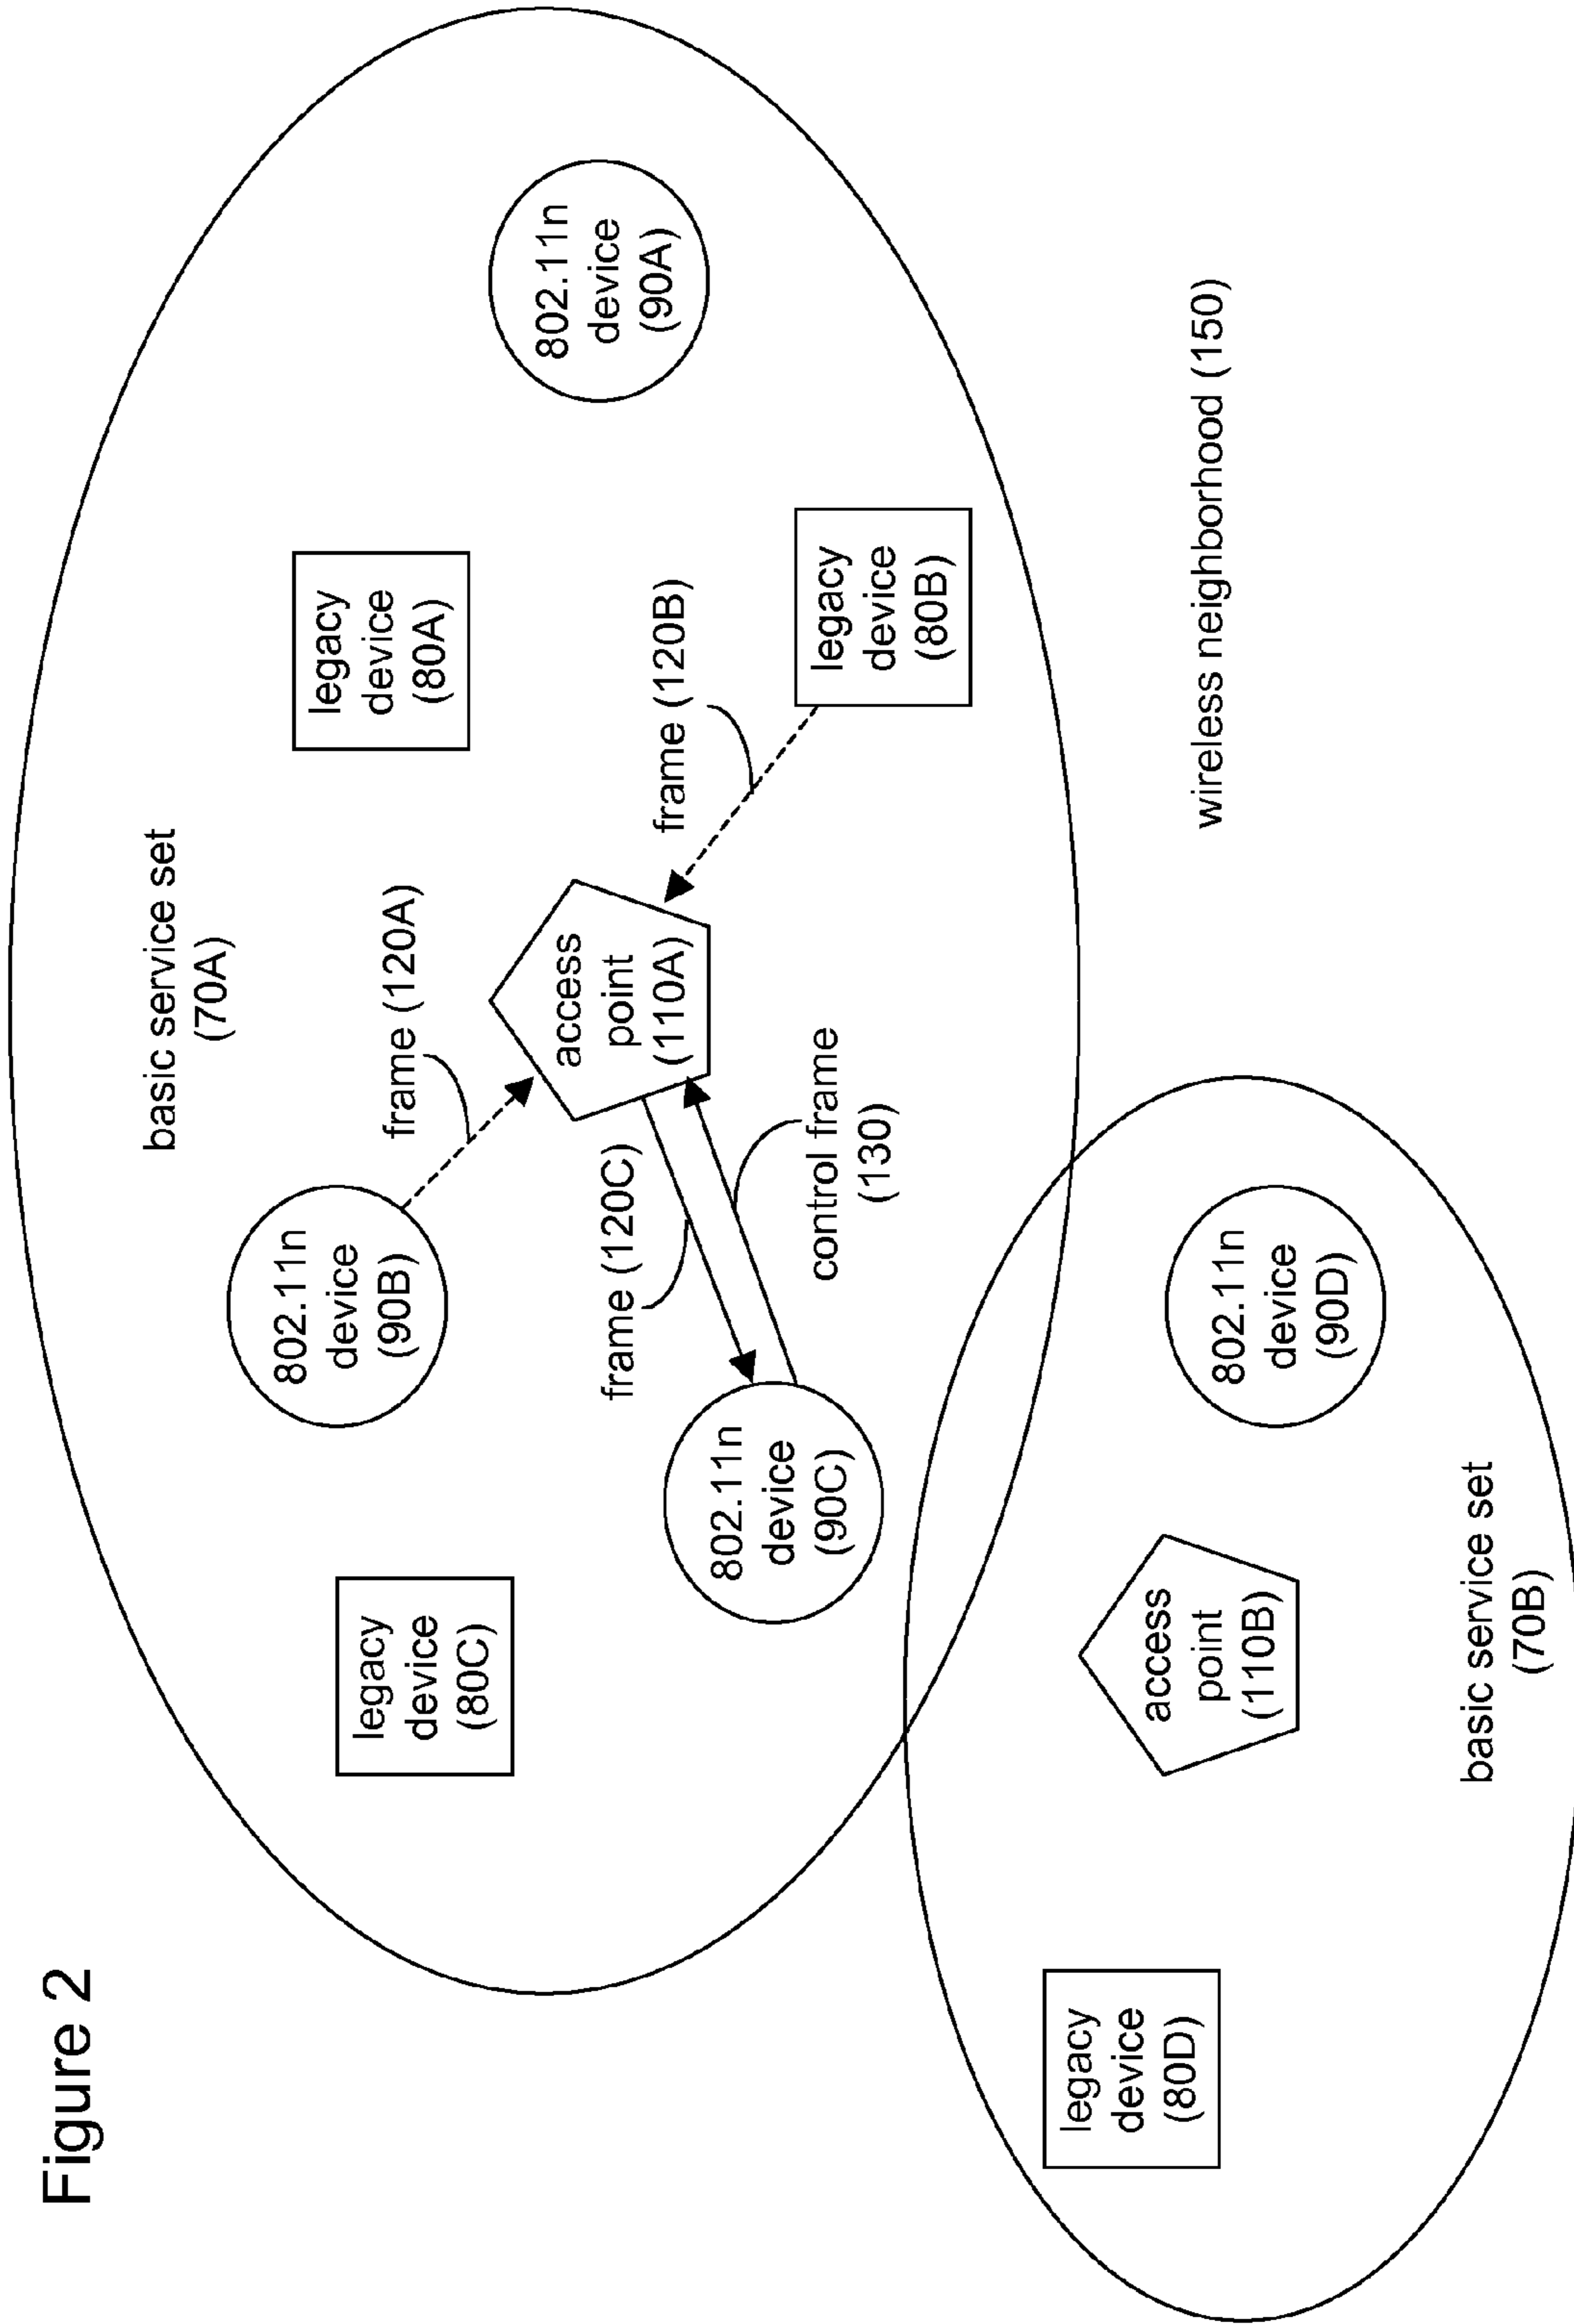 Figure 2
basic service set
(70A)
802.11n
device
(90B)
frame (120A)
legacy
device
(80A)
legacy
device
(80C)
access
point
(110A)
802.11n
device
(90A)
frame (120C)
frame (120B)
802.11n
device
(90C)
control frame
(130)
legacy
device
(80B)
legacy
device
(80D)
access
point
(110B)
802.11n
device
(90D)
wireless neighborhood (150)
basic service set
(70B)